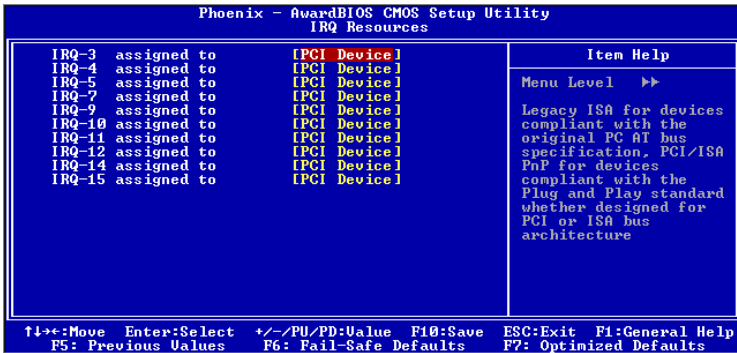 Phoenix - AwardBIOS CMOS Setup Utility
IRQ Resources
IRQ-3 assigned to [PCI Device]
IRQ-4 assigned to [PCI Device]
IRQ-5 assigned to [PCI Device]
IRQ-7 assigned to [PCI Device]
IRQ-9 assigned to [PCI Device]
IRQ-10 assigned to [PCI Device]
IRQ-11 assigned to [PCI Device]
IRQ-12 assigned to [PCI Device]
IRQ-14 assigned to [PCI Device]
IRQ-15 assigned to [PCI Device]
Item Help
Menu Level ▶▶
Legacy ISA for devices
compliant with the
original PC AT bus
specification, PCI/ISA
PnP for devices
compliant with the
Plug and Play standard
whether designed for
PCI or ISA bus
architecture
↑↓→←:Move Enter:Select +/-/PU/PD:Value F10:Save ESC:Exit F1:General Help
F5: Previous Values F6: Fail-Safe Defaults F7: Optimized Defaults